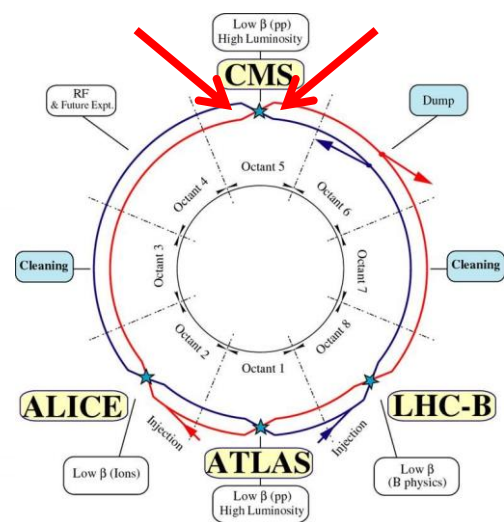 Low β (pp)
High Luminosity
CMS
RF
& Future Expt.
Dump
Octant 5
Octant 4
Octant 6
Octant 3
Octant 7
Cleaning
Cleaning
Octant 2
Octant 8
Octant 1
ALICE
LHC-B
Injection
Injection
ATLAS
Low β (Ions)
Low β
(B physics)
Low β (pp)
High Luminosity